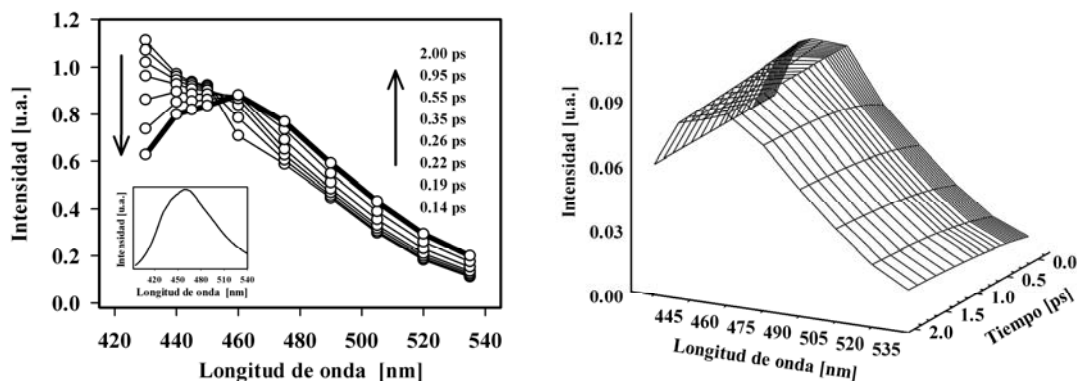 1.2
1.0
0.8
0.6
0.4
0.2
0.0
Intensidad [u.a.]
2.00 ps
0.95 ps
0.55 ps
0.35 ps
0.26 ps
0.22 ps
0.19 ps
0.14 ps
Intensidad [u.a.]
420 450 480 510 540
Longitud de onda [nm]
420 440 460 480 500 520 540
Longitud de onda [nm]
0.12
0.09
0.06
0.03
0.00
Intensidad [u.a.]
445 460 475 490 505 520 535
Longitud de onda [nm]
0.0
0.5
1.0
1.5
2.0
Tiempo [ps]